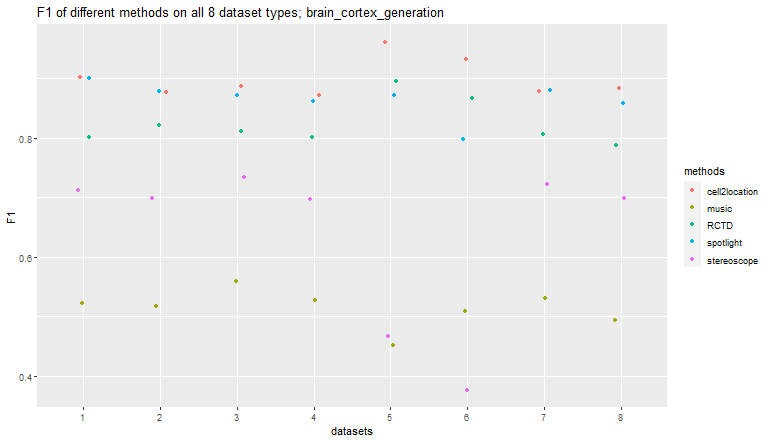 F1 of different methods on all 8 dataset types; brain_cortex_generation
F1
0.8
0.6
0.4
1 2 3 4 5 6 7 8
datasets
methods
cell2location
music
RCTD
spotlight
stereoscope